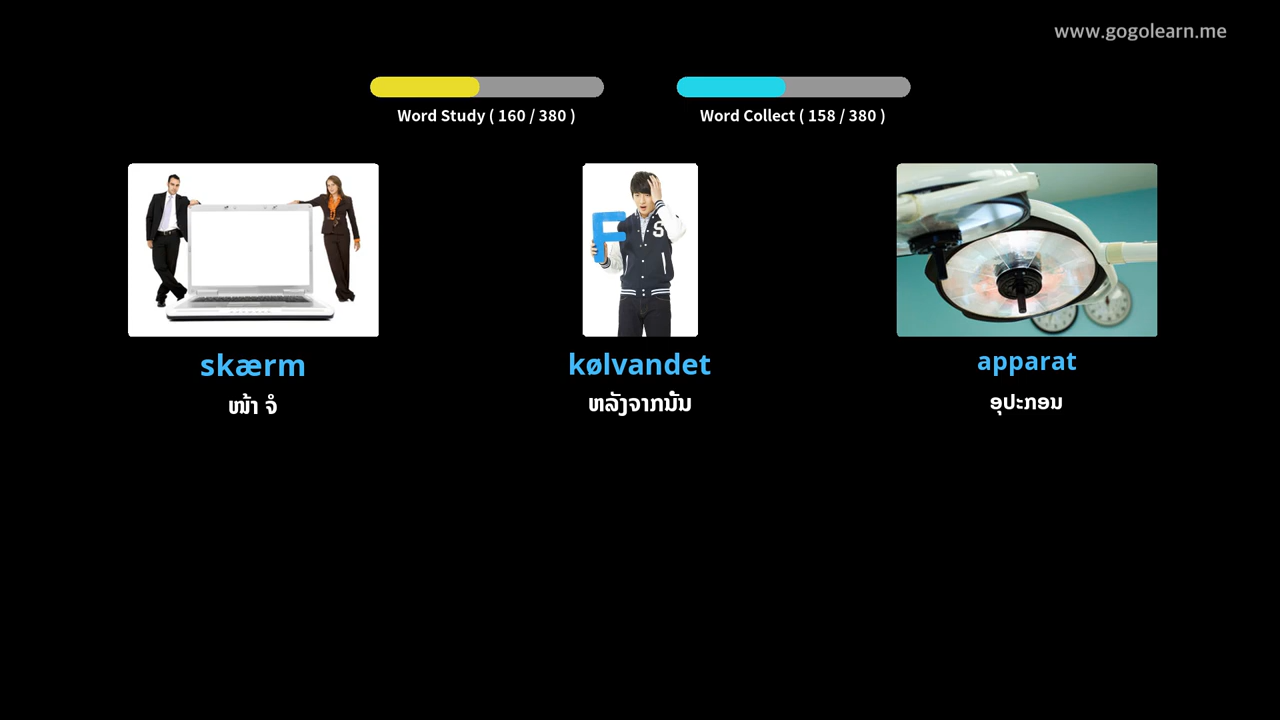 www.gogolearn.me
Word Study ( 160 / 380 )
Word Collect ( 158 / 380 )
F
S
skærm
kølvandet
apparat
ໜ້າ ຈໍ
ຫລັງຈາກນັ້ນ
ອຸປະກອນ